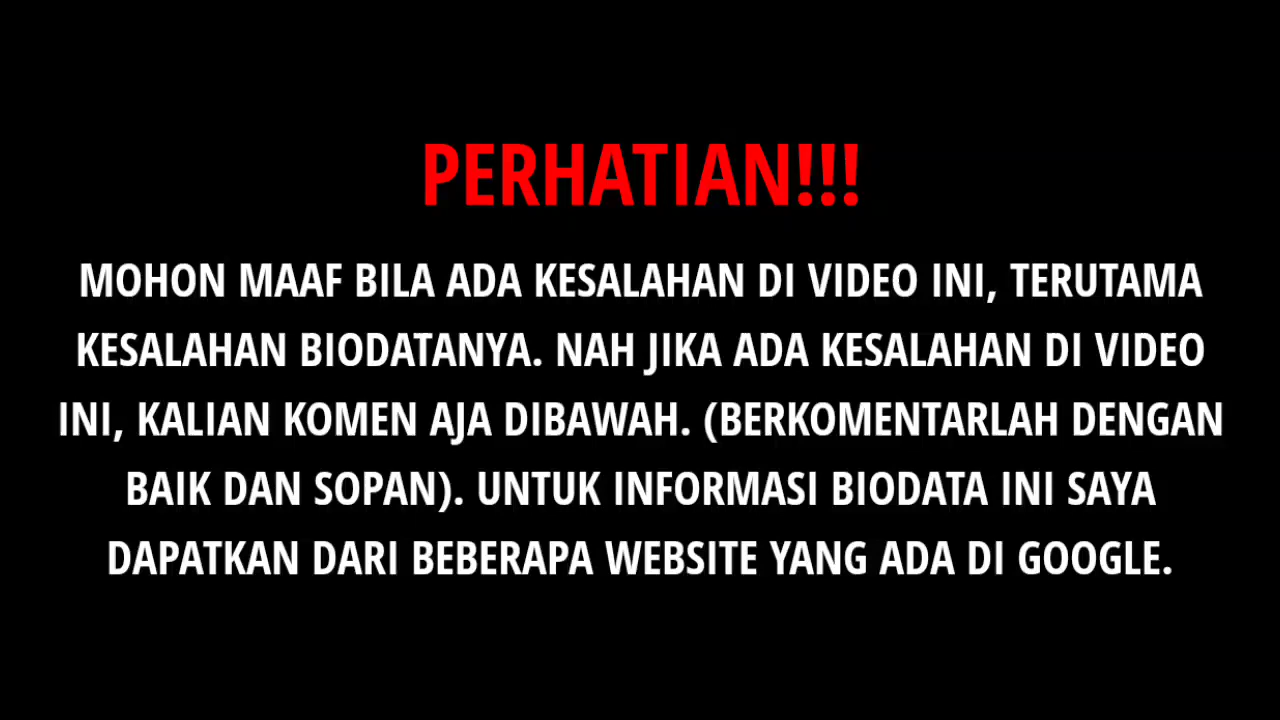 PERHATIAN!!!
MOHON MAAF BILA ADA KESALAHAN DI VIDEO INI, TERUTAMA
KESALAHAN BIODATANYA. NAH JIKA ADA KESALAHAN DI VIDEO
INI, KALIAN KOMEN AJA DIBAWAH. (BERKOMENTARLAH DENGAN
BAIK DAN SOPAN). UNTUK INFORMASI BIODATA INI SAYA
DAPATKAN DARI BEBERAPA WEBSITE YANG ADA DI GOOGLE.